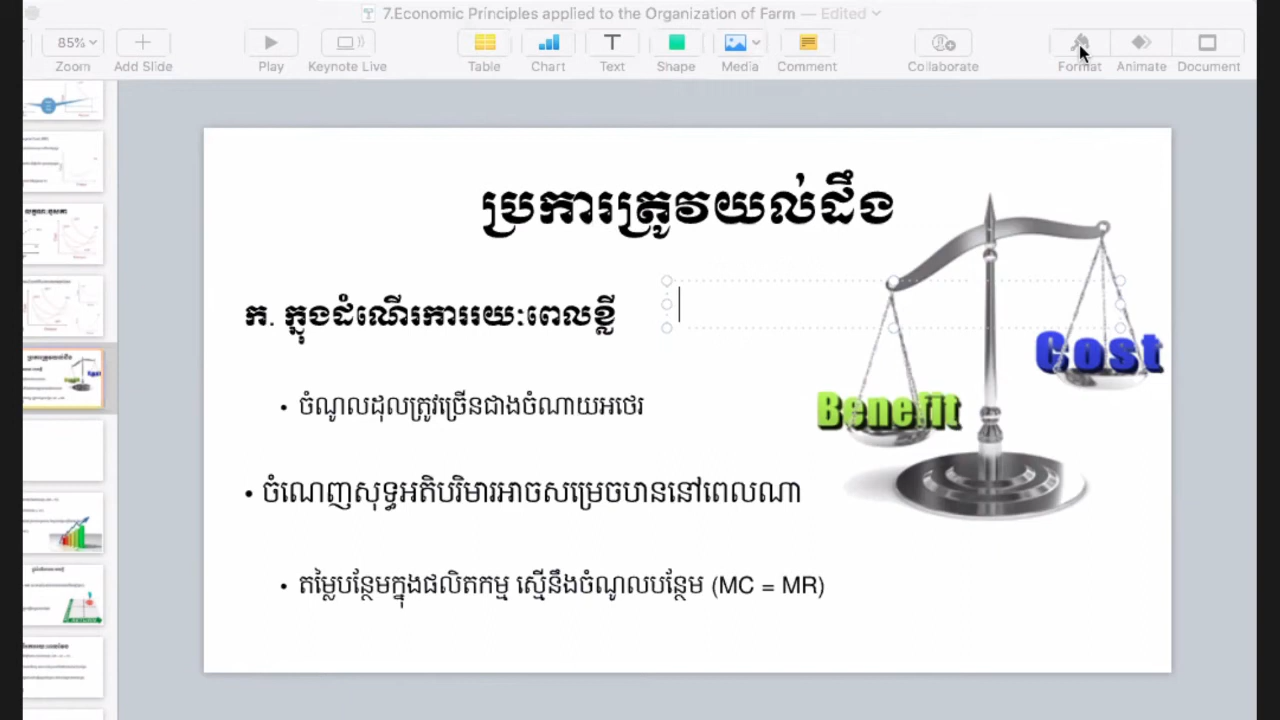 7.Economic Principles applied to the Organization of Farm — Edited
85%
Zoom Add Slide Play Keynote Live Table Chart Text Shape Media Comment Collaborate Format Animate Document
ប្រការត្រូវយល់ដឹង
ក. ក្នុងដំណើរការរយៈពេលខ្លី
Cost
• ចំណូលដុលត្រូវច្រើនជាងចំណាយអថេរ
Benefit
• ចំណេញសុទ្ធអតិបរិមារអាចសម្រេចបាននៅពេលណា
• តម្លៃបន្ថែមក្នុងផលិតកម្ម ស្មើនឹងចំណូលបន្ថែម (MC = MR)